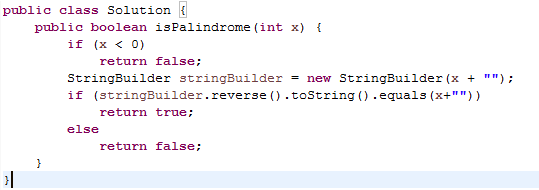 public class Solution {
    public boolean isPalindrome(int x) {
        if (x < 0)
            return false;
        StringBuilder stringBuilder = new StringBuilder(x + "");
        if (stringBuilder.reverse().toString().equals(x+""))
            return true;
        else
            return false;
    }
}